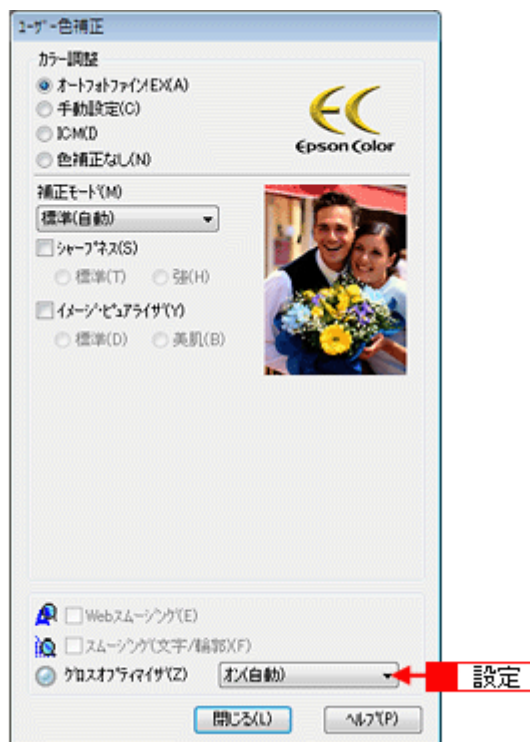 ﾕｰｻﾞｰ色補正
ｶﾗｰ調整
ｵｰﾄﾌｫﾄﾌｧｲﾝ!EX(A)
手動設定(C)
ICM(I)
色補正なし(N)
EC
Epson Color
補正ﾓｰﾄﾞ(M)
標準(自動)
ｼｬｰﾌﾟﾈｽ(S)
標準(T) 強(H)
ｲﾒｰｼﾞ･ﾋﾟｭｱﾗｲｻﾞ(Y)
標準(D) 美肌(B)
Webｽﾑｰｼﾞﾝｸﾞ(E)
ｽﾑｰｼﾞﾝｸﾞ(文字/輪郭)(F)
ｸﾞﾛｽｵﾌﾟﾃｨﾏｲｻﾞ(Z) ｵﾝ(自動) 設定
閉じる(L) ﾍﾙﾌﾟ(P)